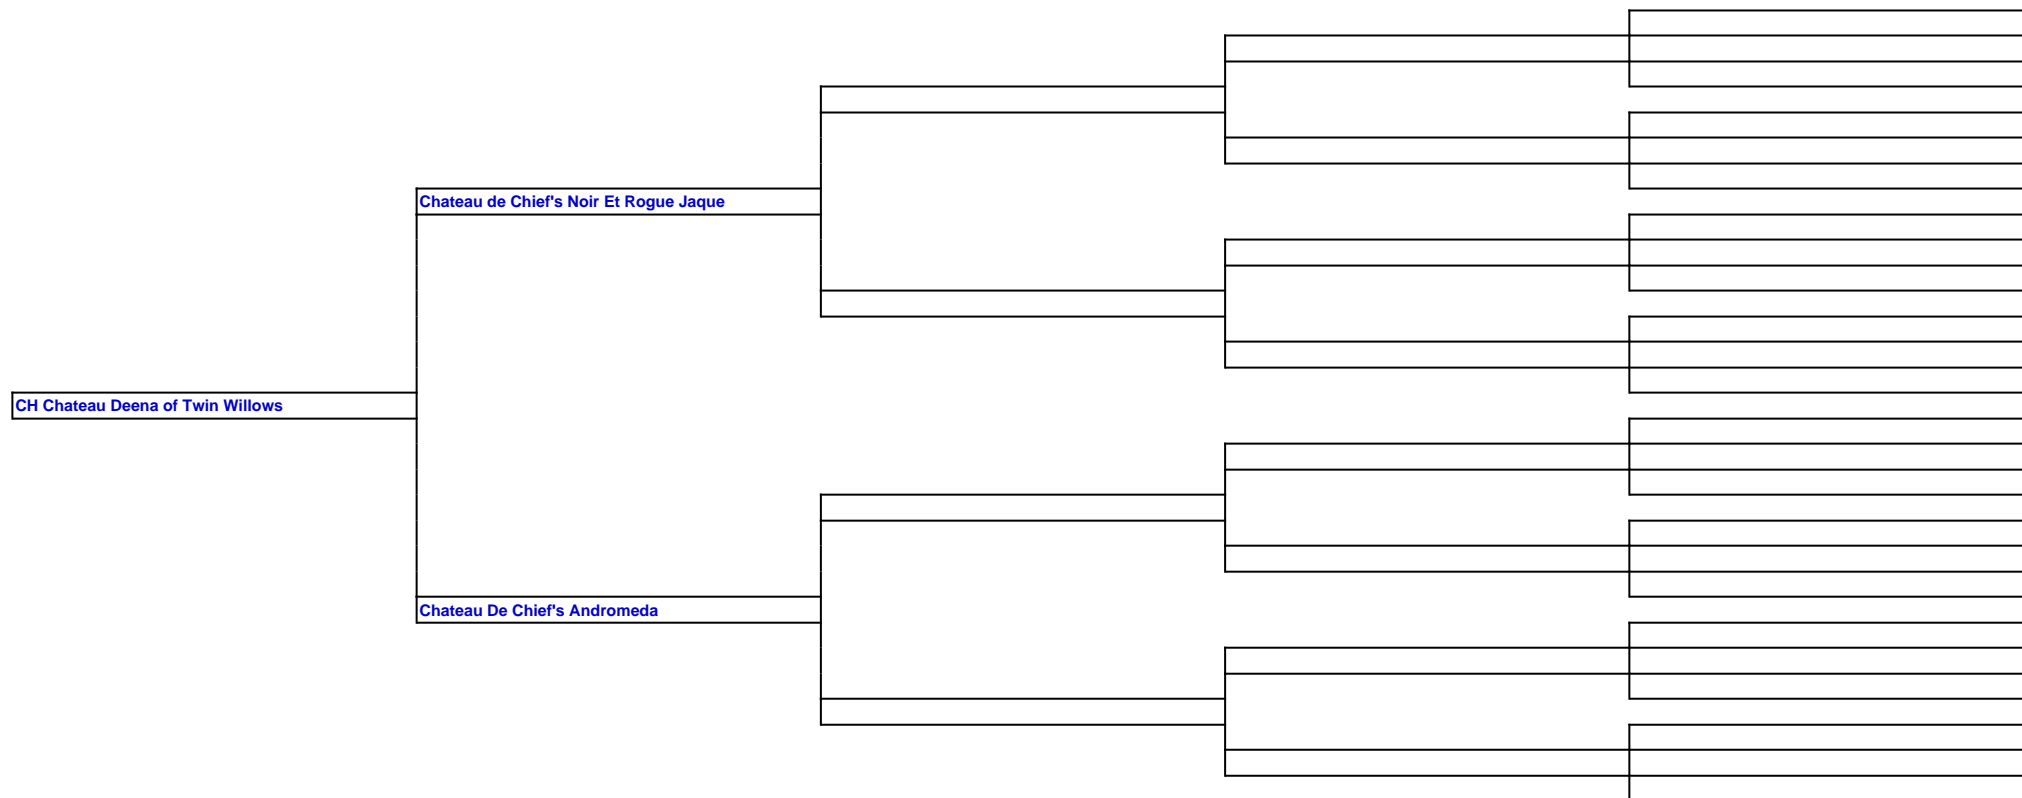 Chateau de Chief's Noir Et Rogue Jaque
CH Chateau Deena of Twin Willows
Chateau De Chief's Andromeda